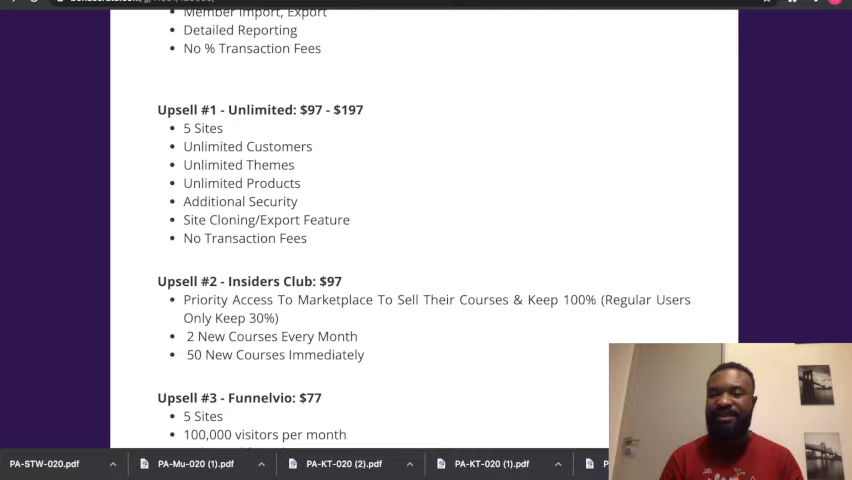 Member Import, Export
Detailed Reporting
No % Transaction Fees
Upsell #1 - Unlimited: $97 - $197
5 Sites
Unlimited Customers
Unlimited Themes
Unlimited Products
Additional Security
Site Cloning/Export Feature
No Transaction Fees
Upsell #2 - Insiders Club: $97
Priority Access To Marketplace To Sell Their Courses & Keep 100% (Regular Users
Only Keep 30%)
2 New Courses Every Month
50 New Courses Immediately
Upsell #3 - Funnelvio: $77
5 Sites
100,000 visitors per month
PA-STW-020.pdf
PA-Mu-020 (1).pdf
PA-KT-020 (2).pdf
PA-KT-020 (1).pdf